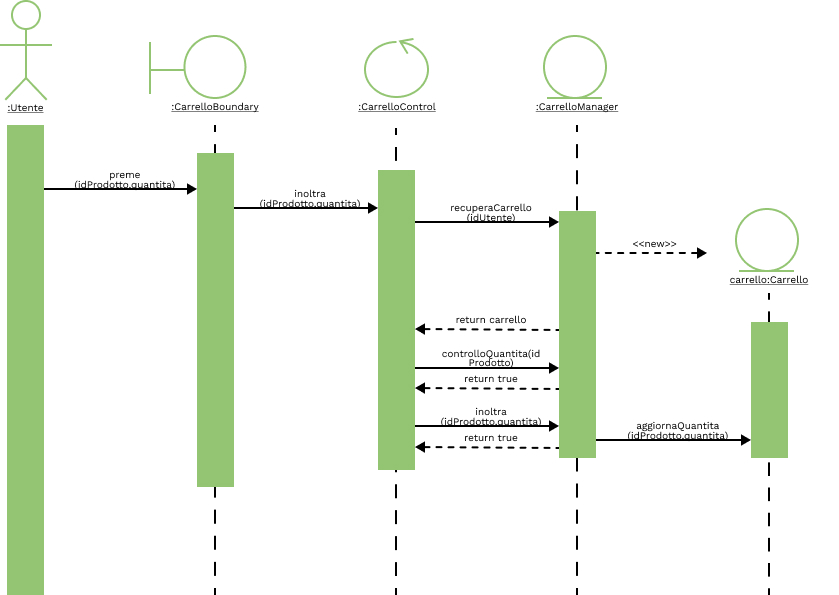 :Utente
:CarrelloBoundary
:CarrelloControl
:CarrelloManager
preme
(idProdotto,quantita)
inoltra
(idProdotto,quantita)
recuperaCarrello
(idUtente)
<<new>>
carrello:Carrello
return carrello
controlloQuantita(id
Prodotto)
return true
inoltra
(idProdotto,quantita)
aggiornaQuantita
(idProdotto,quantita)
return true